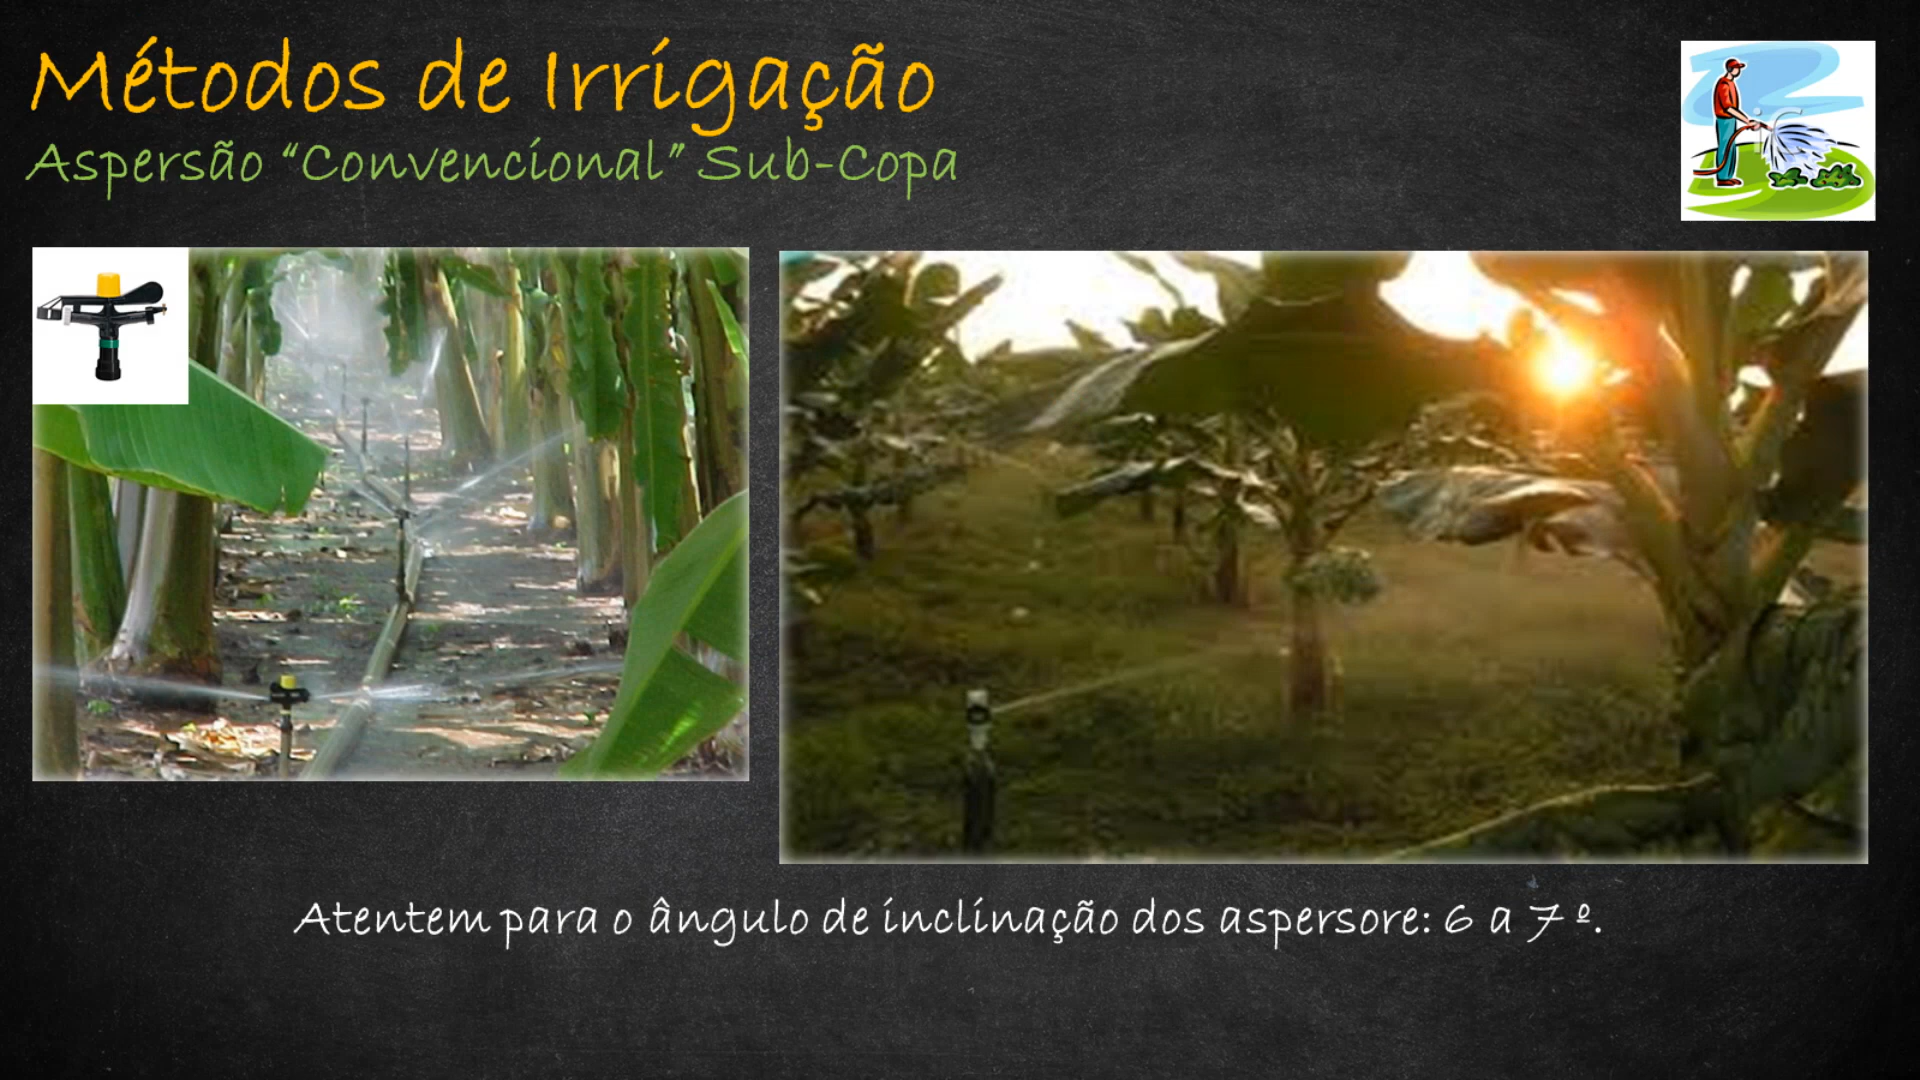 Métodos de Irrigação
Aspersão “Convencional” Sub-Copa
Atentem para o ângulo de inclinação dos aspersore: 6 a 7 º.